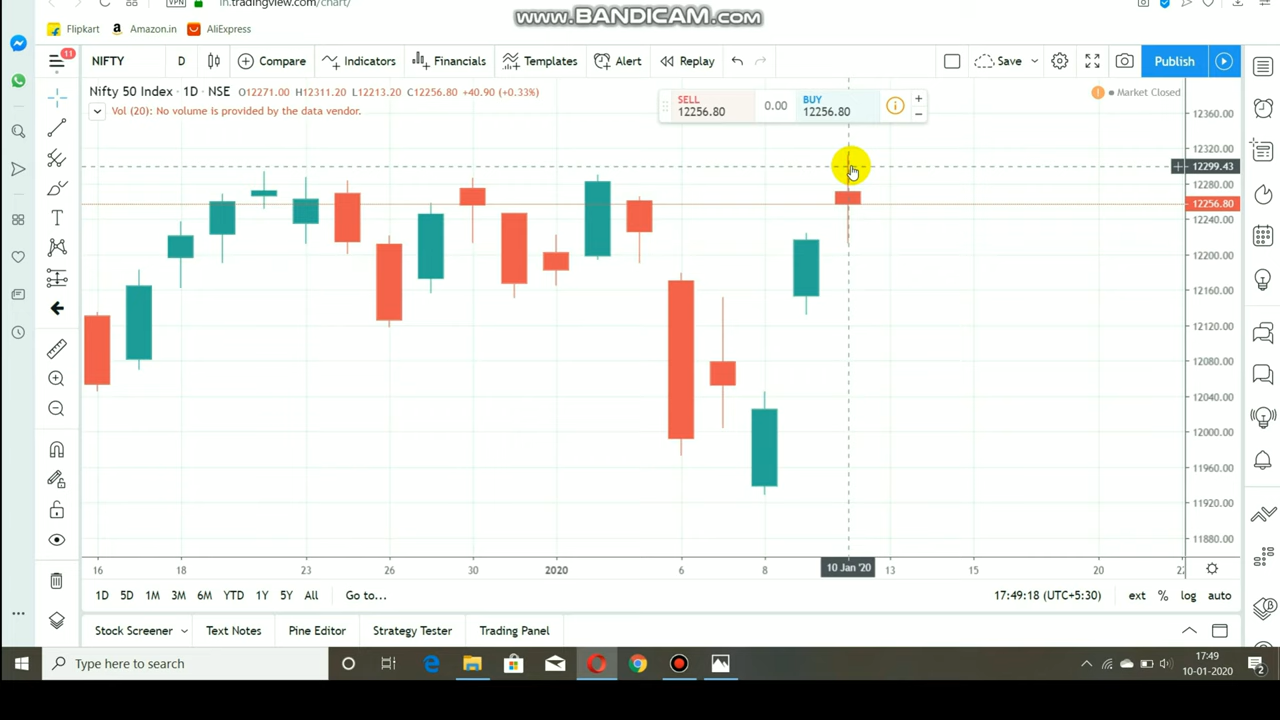 in.tradingview.com/chart/
www.BANDICAM.com
VPN
Flipkart
Amazon.in
AliExpress
11
NIFTY
D
Compare
Indicators
Financials
Templates
Alert
Replay
Save
Publish
Nifty 50 Index · 1D · NSE O12271.00 H12311.20 L12213.20 C12256.80 +40.90 (+0.33%)
Vol (20): No volume is provided by the data vendor.
SELL
12256.80
0.00
BUY
12256.80
Market Closed
12360.00
12320.00
12299.43
12280.00
12256.80
12240.00
12200.00
12160.00
12120.00
12080.00
12040.00
12000.00
11960.00
11920.00
11880.00
16 18 23 26 30 2020 6 8 10 Jan '20 13 15 20 22
1D 5D 1M 3M 6M YTD 1Y 5Y All Go to...
17:49:18 (UTC+5:30) ext % log auto
Stock Screener Text Notes Pine Editor Strategy Tester Trading Panel
Type here to search
17:49
10-01-2020
2